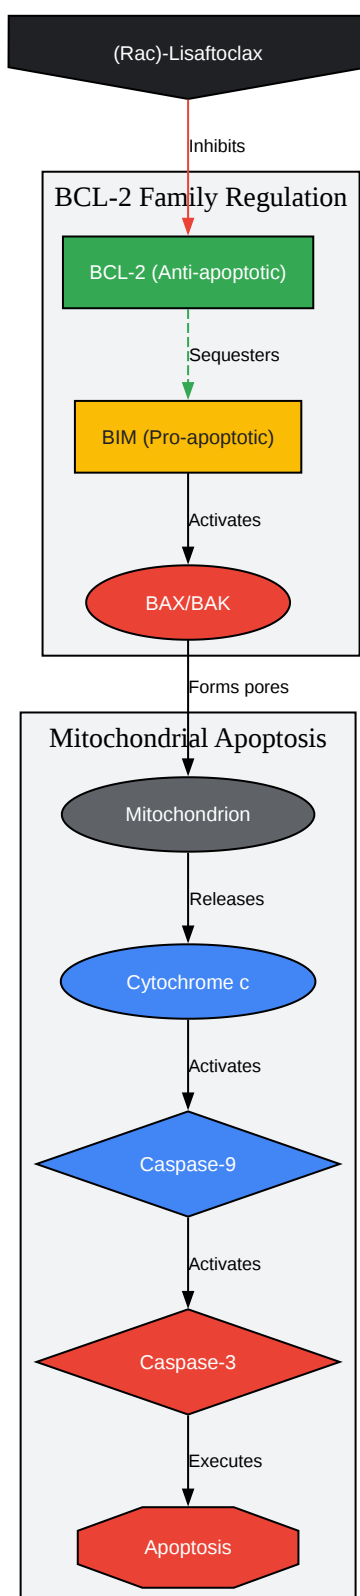 (Rac)-Lisaftoclax
Inhibits
BCL-2 Family Regulation
BCL-2 (Anti-apoptotic)
Sequesters
BIM (Pro-apoptotic)
Activates
BAX/BAK
Forms pores
Mitochondrial Apoptosis
Mitochondrion
Releases
Cytochrome c
Activates
Caspase-9
Activates
Caspase-3
Executes
Apoptosis